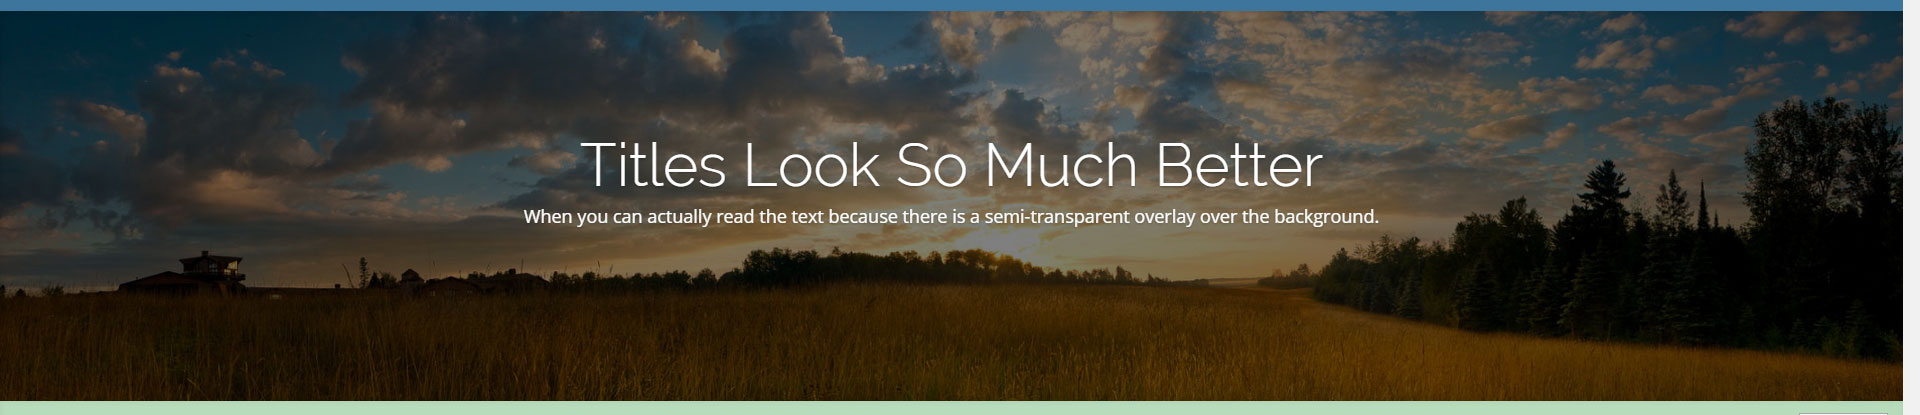 Titles Look So Much Better
When you can actually read the text because there is a semi-transparent overlay over the background.